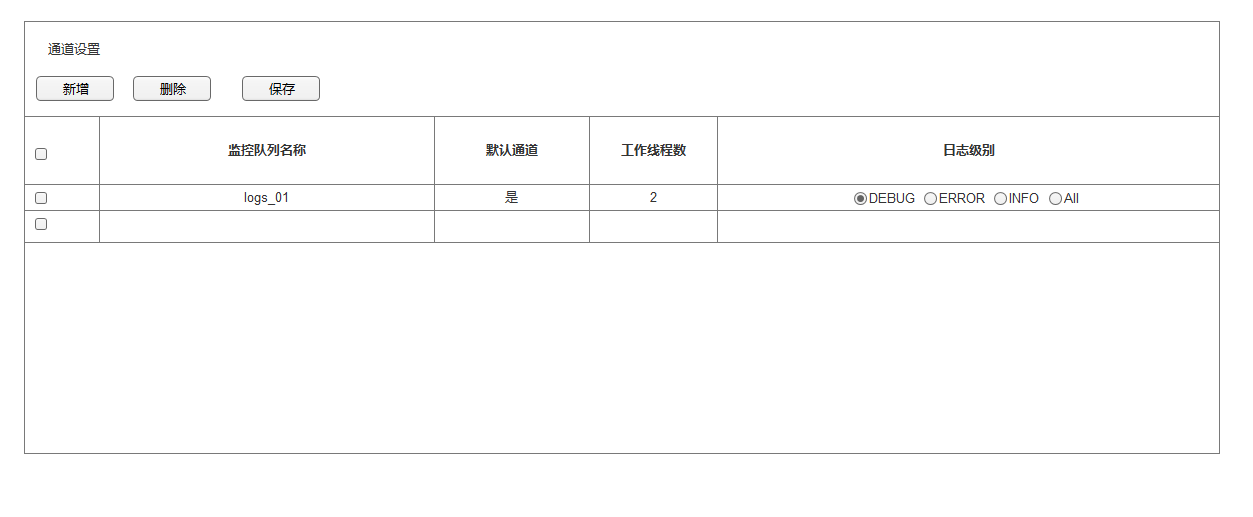 通道设置
新增 删除 保存
监控队列名称 默认通道 工作线程数 日志级别
logs_01 是 2 DEBUG ERROR INFO All